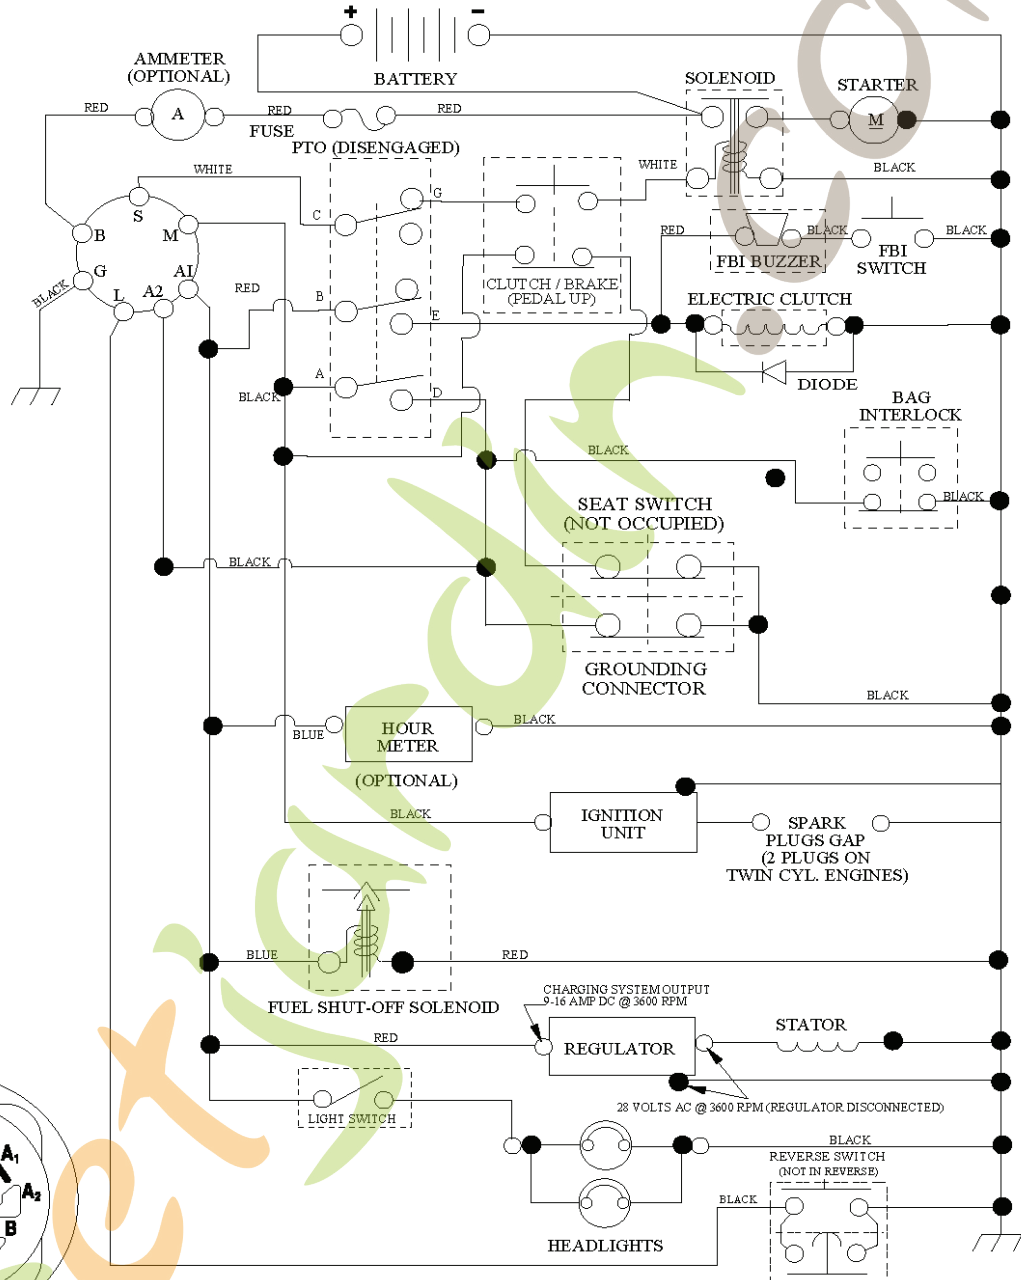 + −
BATTERY
AMMETER
(OPTIONAL)
SOLENOID
STARTER
RED
A
RED
FUSE
RED
M
PTO (DISENGAGED)
WHITE
WHITE
BLACK
S
C
G
B
M
RED
BLACK
BLACK
FBI BUZZER
FBI
SWITCH
G
A1
A2
L
BLACK
RED
B
E
CLUTCH / BRAKE
(PEDAL UP)
ELECTRIC CLUTCH
A
BLACK
D
DIODE
BAG
INTERLOCK
BLACK
BLACK
SEAT SWITCH
(NOT OCCUPIED)
BLACK
GROUNDING
CONNECTOR
BLACK
BLUE
HOUR
METER
BLACK
(OPTIONAL)
BLACK
IGNITION
UNIT
SPARK
PLUGS GAP
(2 PLUGS ON
TWIN CYL. ENGINES)
BLUE
RED
FUEL SHUT-OFF SOLENOID
CHARGING SYSTEM OUTPUT
9-16 AMP DC @ 3600 RPM
RED
REGULATOR
STATOR
28 VOLTS AC @ 3600 RPM (REGULATOR DISCONNECTED)
LIGHT SWITCH
BLACK
REVERSE SWITCH
(NOT IN REVERSE)
BLACK
HEADLIGHTS
A1
A2
B